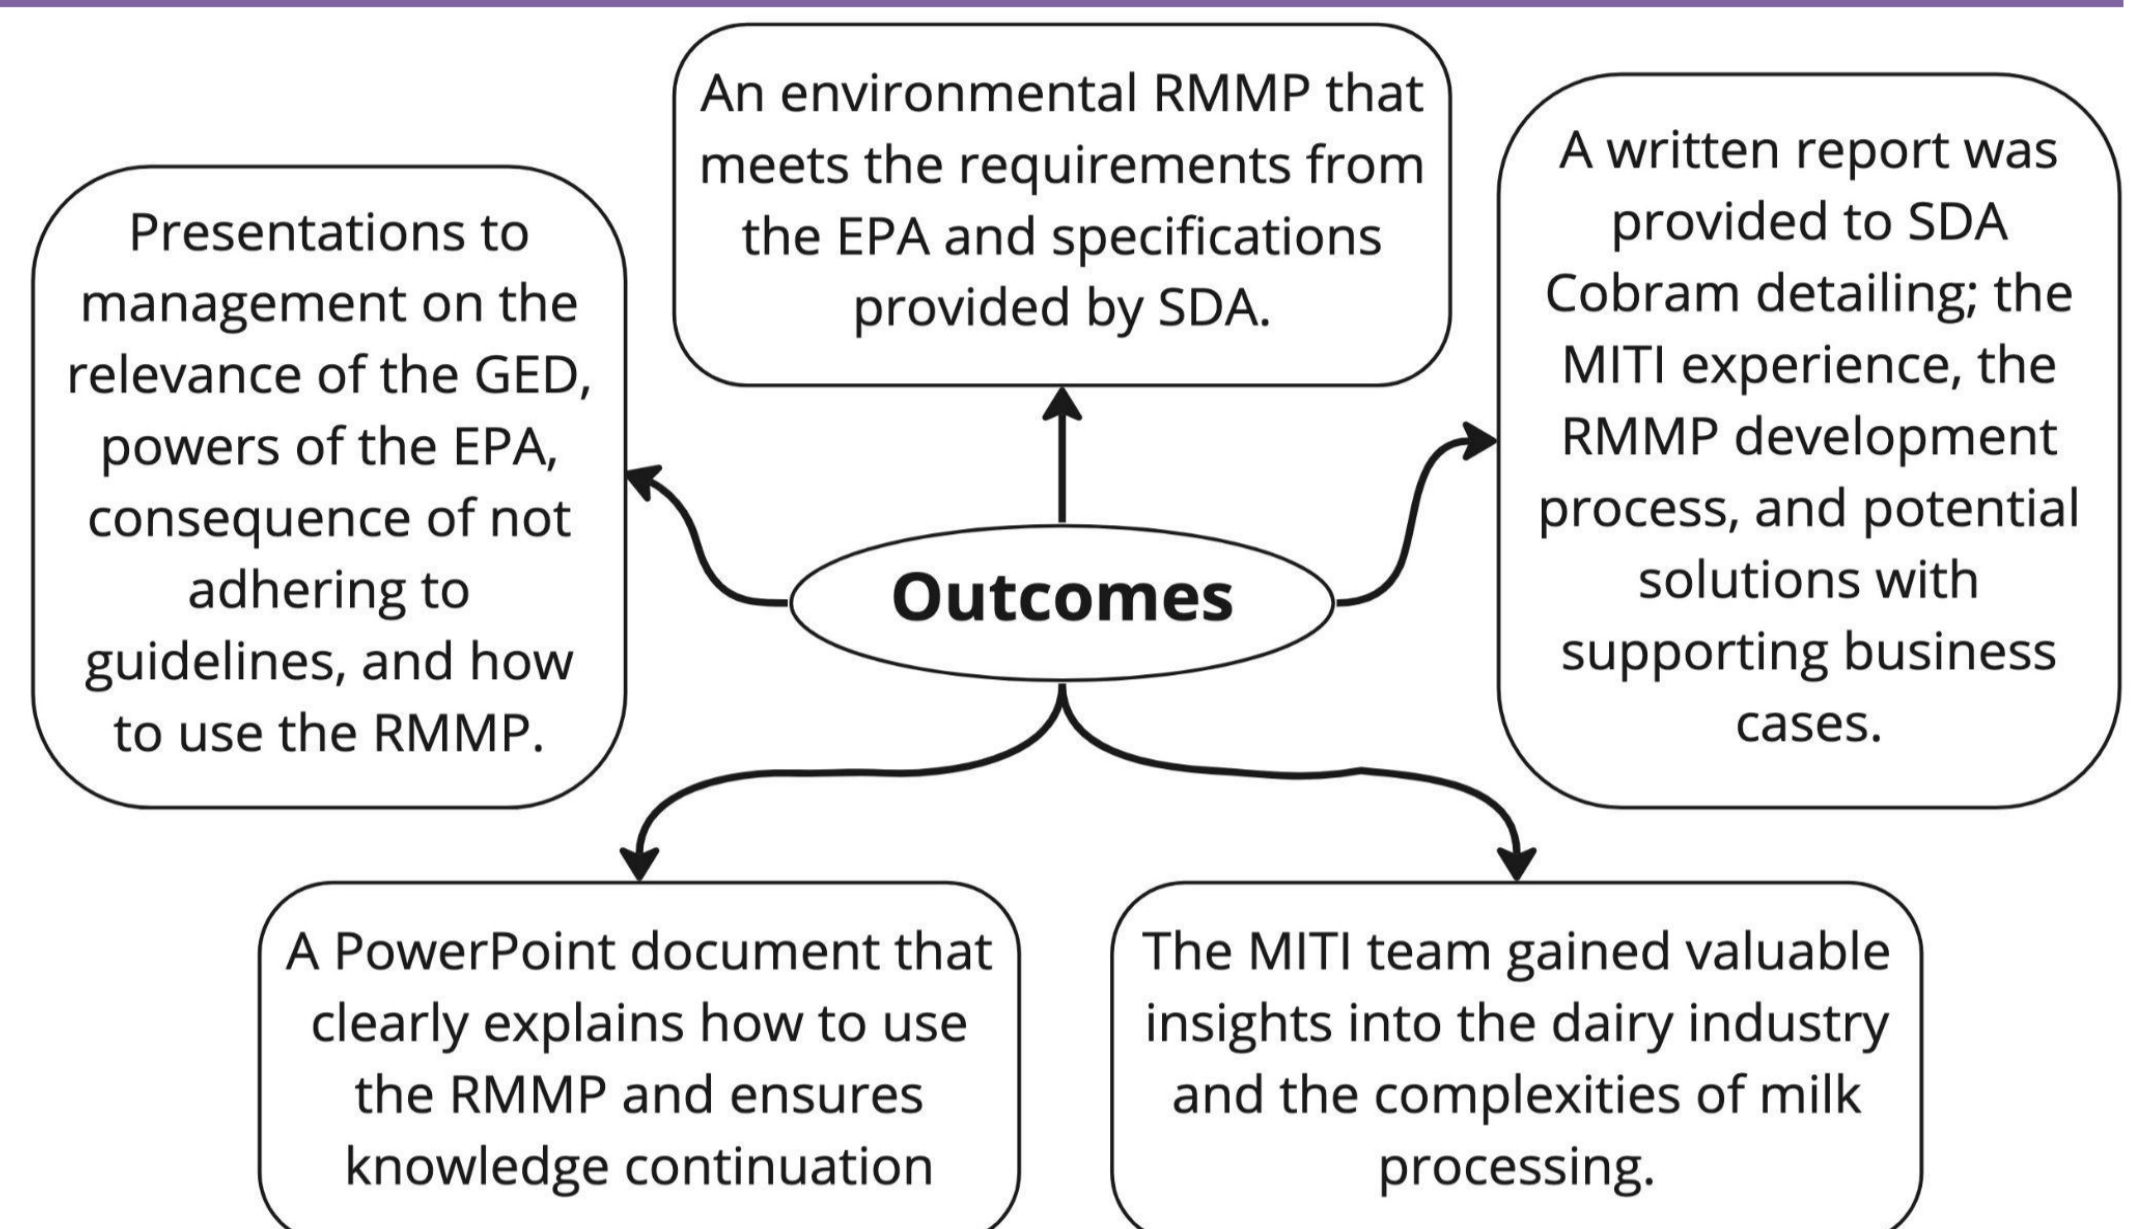 An environmental RMMP that
meets the requirements from
the EPA and specifications
provided by SDA.
Presentations to
management on the
relevance of the GED,
powers of the EPA,
consequence of not
adhering to
guidelines, and how
to use the RMMP.
A written report was
provided to SDA
Cobram detailing; the
MITI experience, the
RMMP development
process, and potential
solutions with
supporting business
cases.
Outcomes
A PowerPoint document that
clearly explains how to use
the RMMP and ensures
knowledge continuation
The MITI team gained valuable
insights into the dairy industry
and the complexities of milk
processing.